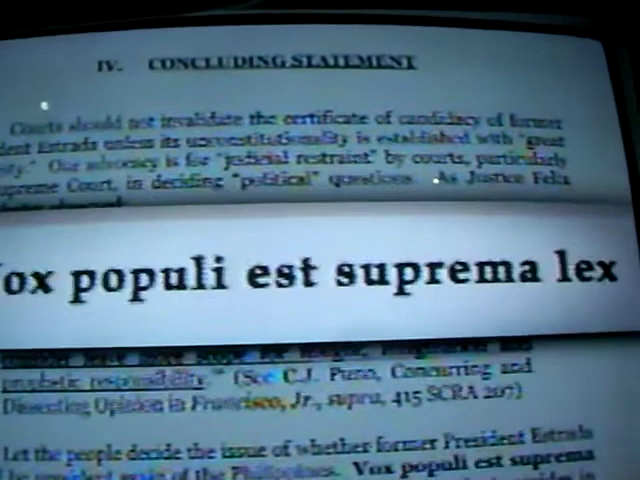 IV. CONCLUDING STATEMENT
Courts should not invalidate the certificate of candidacy of former
dent Estrada unless its unconstitutionality is established with "great
Our advocacy is for "judicial restraint" by courts, particularly
upreme Court, in deciding "political" questions. As Justice Felix
ox populi est suprema lex
prophetic responsibility.'" (See C.J. Puno, Concurring and
Dissenting Opinion in Francisco, Jr., supra, 415 SCRA 207)
Let the people decide the issue of whether former President Estrada
of the Philippines. Vox populi est suprema